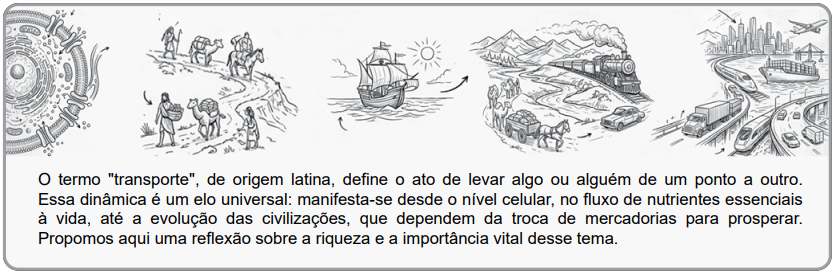 O termo "transporte", de origem latina, define o ato de levar algo ou alguém de um ponto a outro.
Essa dinâmica é um elo universal: manifesta-se desde o nível celular, no fluxo de nutrientes essenciais
à vida, até a evolução das civilizações, que dependem da troca de mercadorias para prosperar.
Propomos aqui uma reflexão sobre a riqueza e a importância vital desse tema.